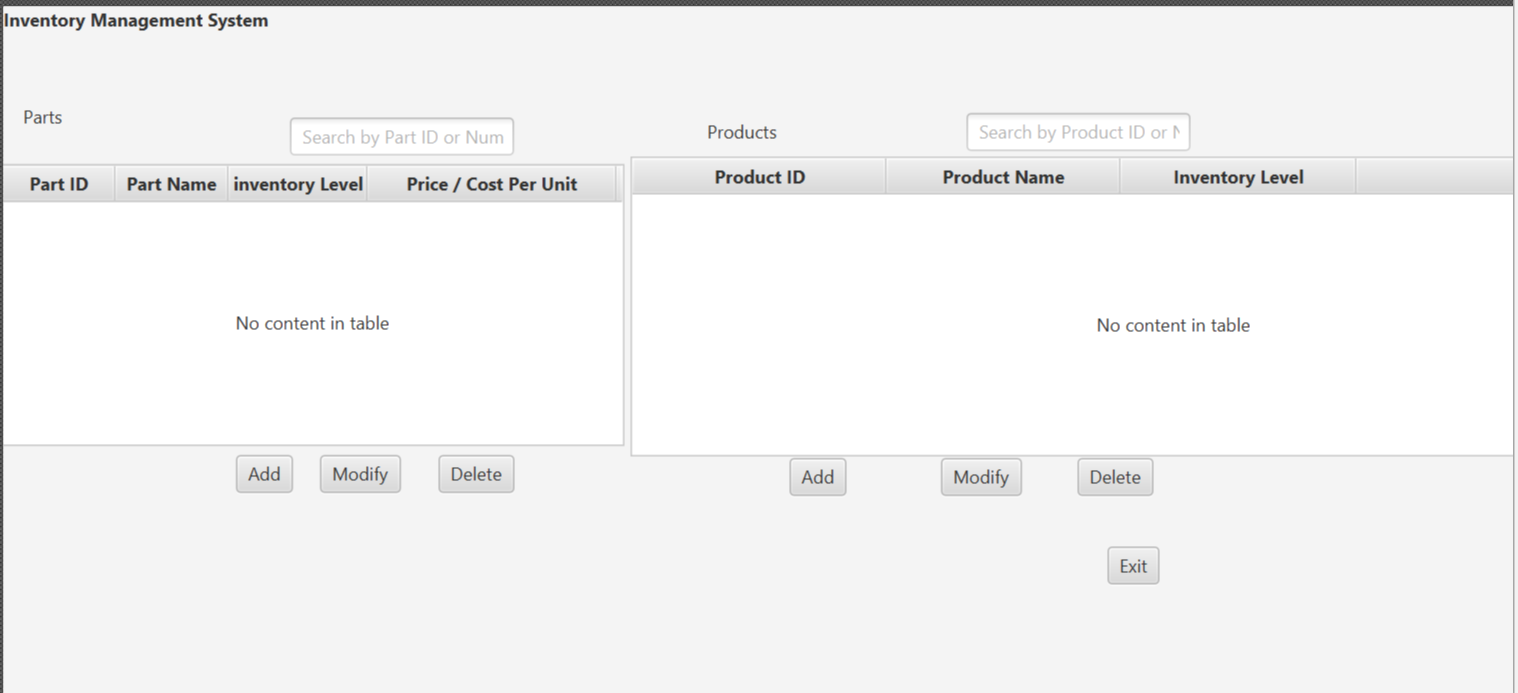 Inventory Management System
Parts
Search by Part ID or Num
Part ID Part Name inventory Level Price / Cost Per Unit
No content in table
Add Modify Delete
Products
Search by Product ID or N
Product ID Product Name Inventory Level
No content in table
Add Modify Delete
Exit